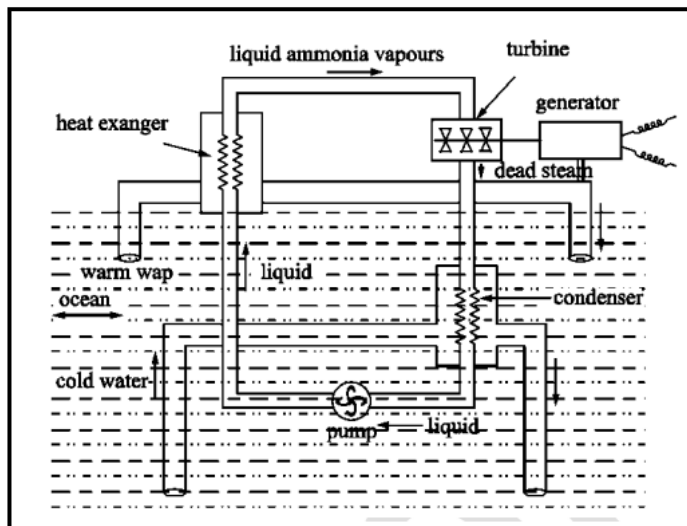 liquid ammonia vapours
turbine
heat exanger
generator
dead steam
warm wap
liquid
ocean
condenser
cold water
pump
liquid